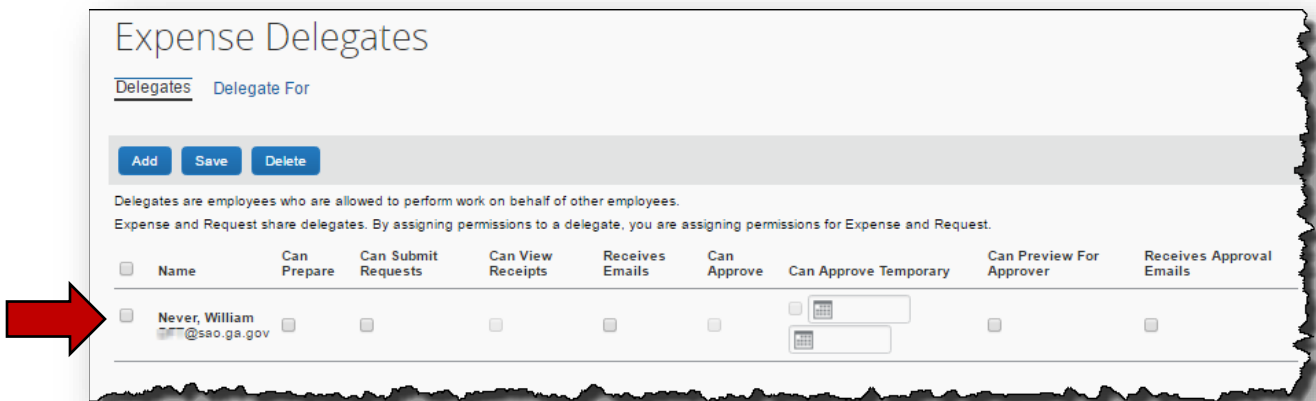 Expense Delegates
Delegates Delegate For
Add Save Delete
Delegates are employees who are allowed to perform work on behalf of other employees.
Expense and Request share delegates. By assigning permissions to a delegate, you are assigning permissions for Expense and Request.
Name Can Prepare Can Submit Requests Can View Receipts Receives Emails Can Approve Can Approve Temporary Can Preview For Approver Receives Approval Emails
Never, William
@sao.ga.gov